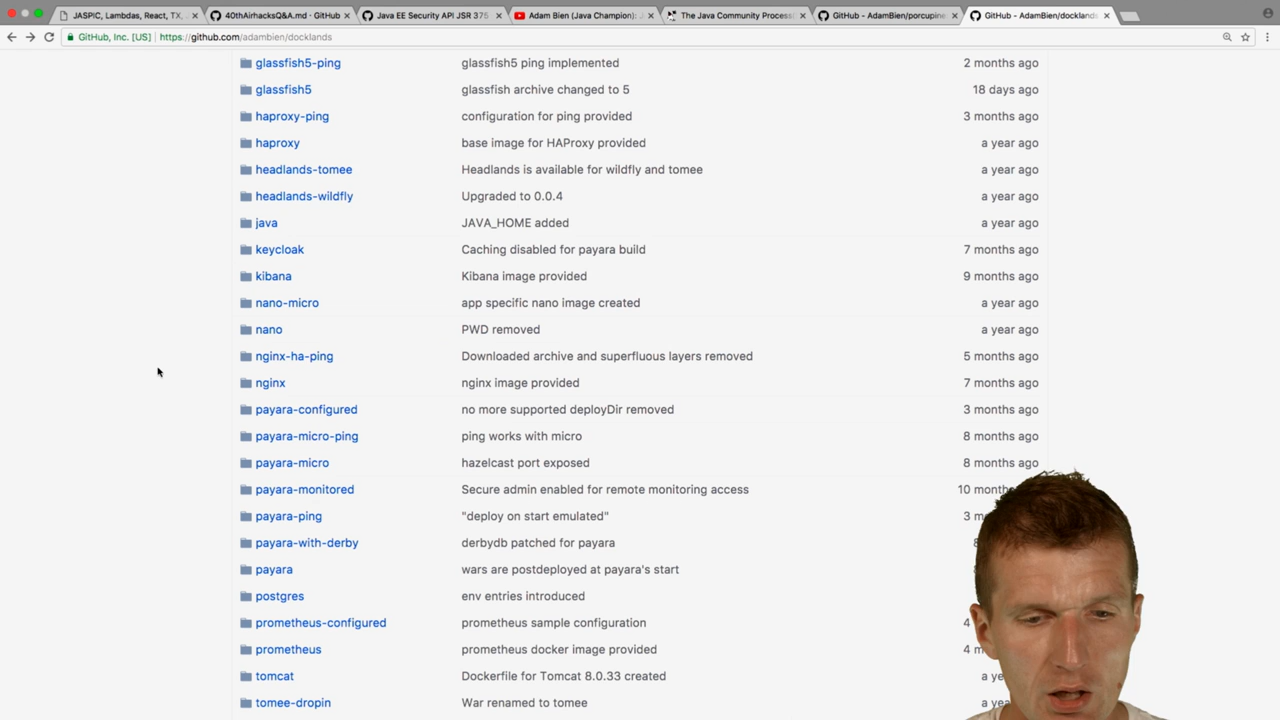 JASPIC, Lambdas, React, TX,
40thAirhacksQ&A.md · GitHub
Java EE Security API JSR 375
Adam Bien (Java Champion):
The Java Community Process
GitHub - AdamBien/porcupine
GitHub - AdamBien/docklands
GitHub, Inc. [US] https://github.com/adambien/docklands
glassfish5-ping glassfish5 ping implemented 2 months ago
glassfish5 glassfish archive changed to 5 18 days ago
haproxy-ping configuration for ping provided 3 months ago
haproxy base image for HAProxy provided a year ago
headlands-tomee Headlands is available for wildfly and tomee a year ago
headlands-wildfly Upgraded to 0.0.4 a year ago
java JAVA_HOME added a year ago
keycloak Caching disabled for payara build 7 months ago
kibana Kibana image provided 9 months ago
nano-micro app specific nano image created a year ago
nano PWD removed a year ago
nginx-ha-ping Downloaded archive and superfluous layers removed 5 months ago
nginx nginx image provided 7 months ago
payara-configured no more supported deployDir removed 3 months ago
payara-micro-ping ping works with micro 8 months ago
payara-micro hazelcast port exposed 8 months ago
payara-monitored Secure admin enabled for remote monitoring access 10 month
payara-ping "deploy on start emulated" 3 m
payara-with-derby derbydb patched for payara
payara wars are postdeployed at payara's start
postgres env entries introduced
prometheus-configured prometheus sample configuration 4
prometheus prometheus docker image provided 4 m
tomcat Dockerfile for Tomcat 8.0.33 created a ye
tomee-dropin War renamed to tomee a yea